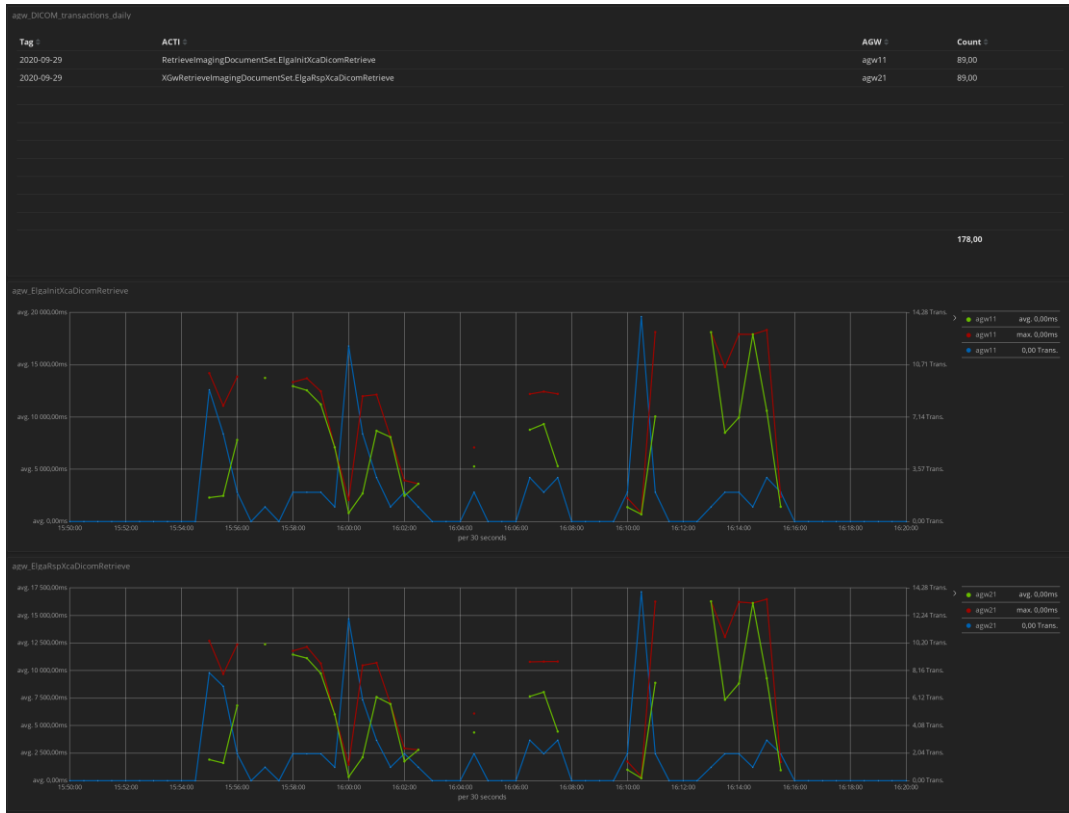 agw_DICOM_transactions_daily
Tag ACTI AGW Count
2020-09-29 RetrieveImagingDocumentSet.ElgaInitXcaDicomRetrieve agw11 89,00
2020-09-29 XGwRetrieveImagingDocumentSet.ElgaRspXcaDicomRetrieve agw21 89,00
178,00
agw_ElgaInitXcaDicomRetrieve
avg. 20 000,00ms 14,28 Trans.
agw11 avg. 0,00ms
agw11 max. 0,00ms
agw11 0,00 Trans.
avg. 15 000,00ms 10,71 Trans.
avg. 10 000,00ms 7,14 Trans.
avg. 5 000,00ms 3,57 Trans.
avg. 0,00ms 0,00 Trans.
15:50:00 15:52:00 15:54:00 15:56:00 15:58:00 16:00:00 16:02:00 16:04:00 16:06:00 16:08:00 16:10:00 16:12:00 16:14:00 16:16:00 16:18:00 16:20:00
per 30 seconds
agw_ElgaRspXcaDicomRetrieve
avg. 17 500,00ms 14,28 Trans.
agw21 avg. 0,00ms
agw21 max. 0,00ms
agw21 0,00 Trans.
avg. 15 000,00ms 12,24 Trans.
avg. 12 500,00ms 10,20 Trans.
avg. 10 000,00ms 8,16 Trans.
avg. 7 500,00ms 6,12 Trans.
avg. 5 000,00ms 4,08 Trans.
avg. 2 500,00ms 2,04 Trans.
avg. 0,00ms 0,00 Trans.
15:50:00 15:52:00 15:54:00 15:56:00 15:58:00 16:00:00 16:02:00 16:04:00 16:06:00 16:08:00 16:10:00 16:12:00 16:14:00 16:16:00 16:18:00 16:20:00
per 30 seconds